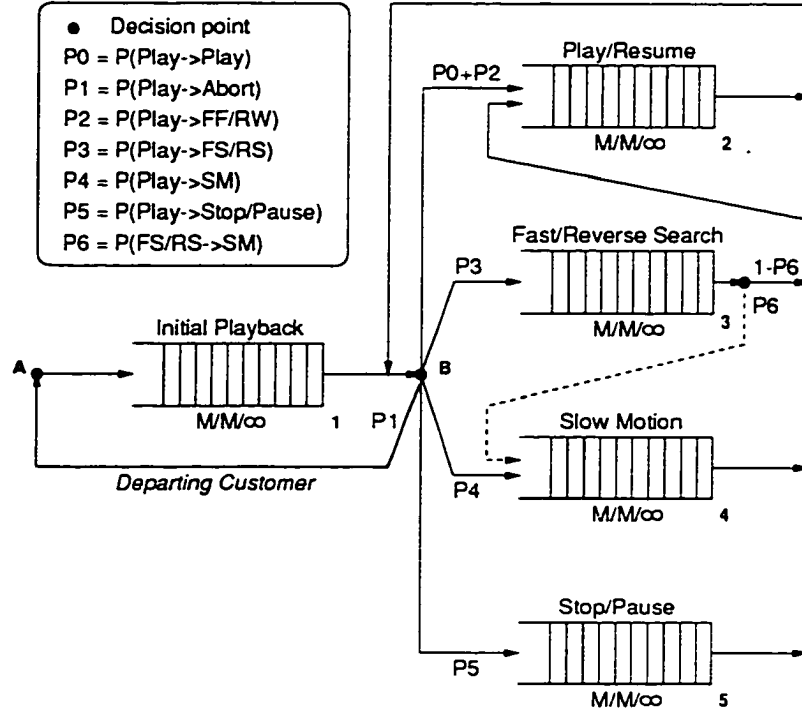 Decision point
P0 = P(Play->Play)
P1 = P(Play->Abort)
P2 = P(Play->FF/RW)
P3 = P(Play->FS/RS)
P4 = P(Play->SM)
P5 = P(Play->Stop/Pause)
P6 = P(FS/RS->SM)
Play/Resume
P0+P2
M/M/∞ 2
Fast/Reverse Search
P3
1-P6
P6
M/M/∞ 3
Initial Playback
A
B
M/M/∞ 1
P1
Departing Customer
Slow Motion
P4
M/M/∞ 4
Stop/Pause
P5
M/M/∞ 5